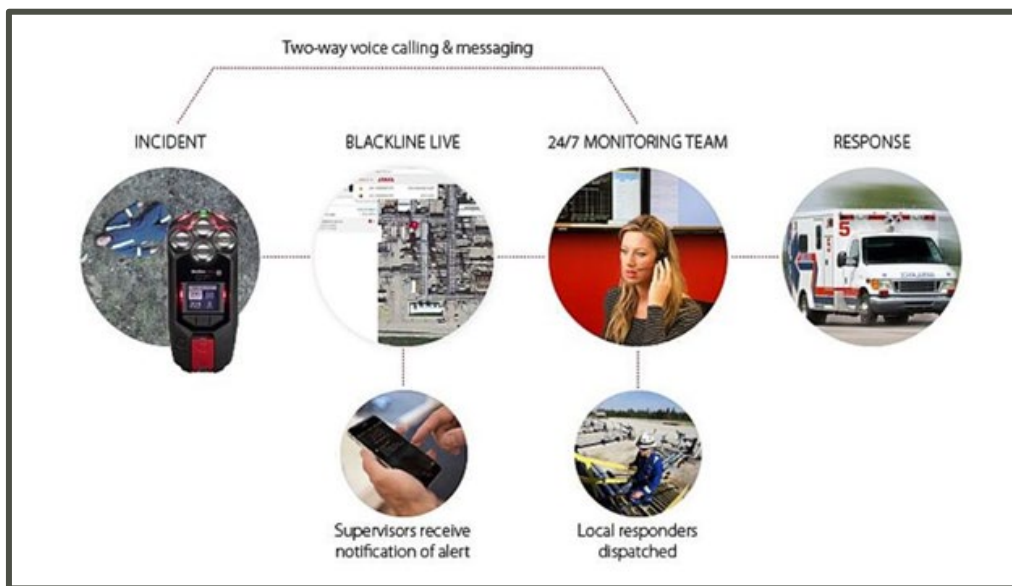 Two-way voice calling & messaging
INCIDENT
BLACKLINE LIVE
24/7 MONITORING TEAM
RESPONSE
5
Supervisors receive
notification of alert
Local responders
dispatched